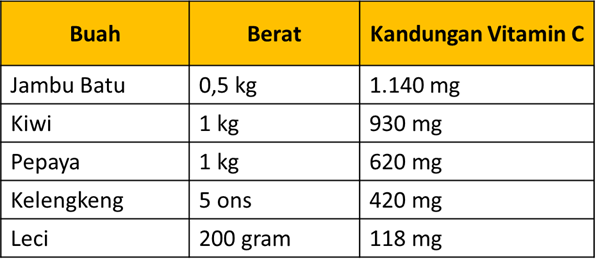 Buah Berat Kandungan Vitamin C
Jambu Batu 0,5 kg 1.140 mg
Kiwi 1 kg 930 mg
Pepaya 1 kg 620 mg
Kelengkeng 5 ons 420 mg
Leci 200 gram 118 mg